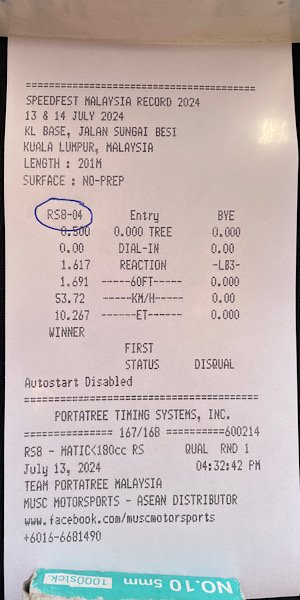 ==========================================
SPEEDFEST MALAYSIA RECORD 2024
13 & 14 JULY 2024
KL BASE, JALAN SUNGAI BESI
KUALA LUMPUR, MALAYSIA
LENGTH : 201M
SURFACE : NO-PREP
RS8-04 Entry BYE
0.500 0.000 TREE 0.000
0.00 DIAL-IN 0.00
1.617 REACTION -LB3-
1.691 ------60FT----- 0.000
53.72 ------KM/H----- 0.00
10.267 ------ET----- 0.000
WINNER
FIRST
STATUS DISQUAL
Autostart Disabled
==========================================
PORTATREE TIMING SYSTEMS, INC.
============== 167/168 ==========600214
RS8 - MATIC<180cc RS QUAL RND 1
July 13, 2024 04:32:42 PM
TEAM PORTATREE MALAYSIA
MUSC MOTORSPORTS - ASEAN DISTRIBUTOR
www.facebook.com/muscmotorsports
+6016-6681490
NO.10 5mm 1000stck